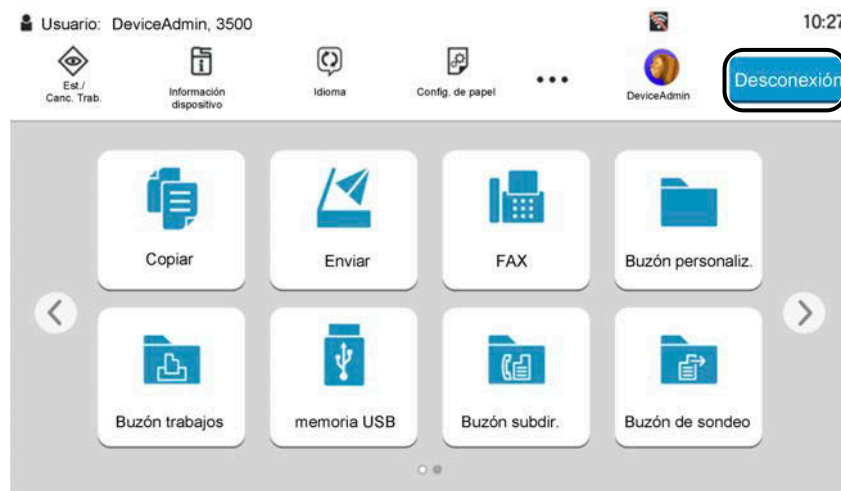 Usuario: DeviceAdmin, 3500
10:27
Est./
Canc. Trab.
Información
dispositivo
Idioma
Config. de papel
DeviceAdmin
Desconexión
Copiar
Enviar
FAX
Buzón personaliz.
Buzón trabajos
memoria USB
Buzón subdir.
Buzón de sondeo